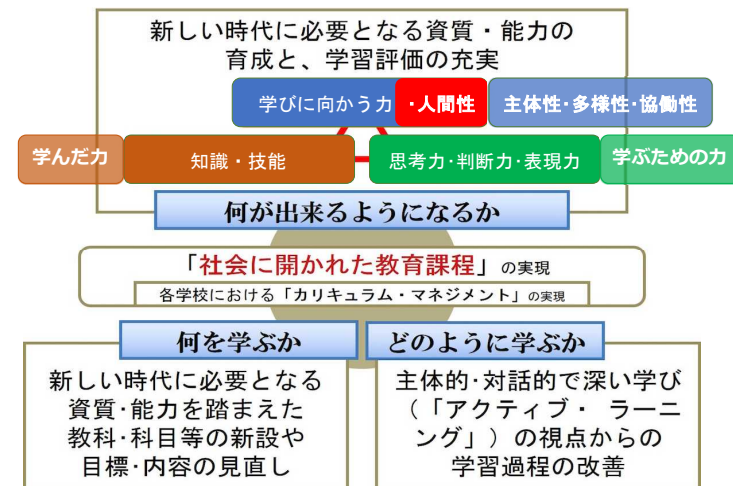 新しい時代に必要となる資質・能力の
育成と、学習評価の充実
学びに向かう力
・人間性
主体性・多様性・協働性
学んだ力
知識・技能
思考力・判断力・表現力
学ぶための力
何が出来るようになるか
「社会に開かれた教育課程」の実現
各学校における「カリキュラム・マネジメント」の実現
何を学ぶか
新しい時代に必要となる
資質・能力を踏まえた
教科・科目等の新設や
目標・内容の見直し
どのように学ぶか
主体的・対話的で深い学び
（「アクティブ・ ラーニ
ング」）の視点からの
学習過程の改善